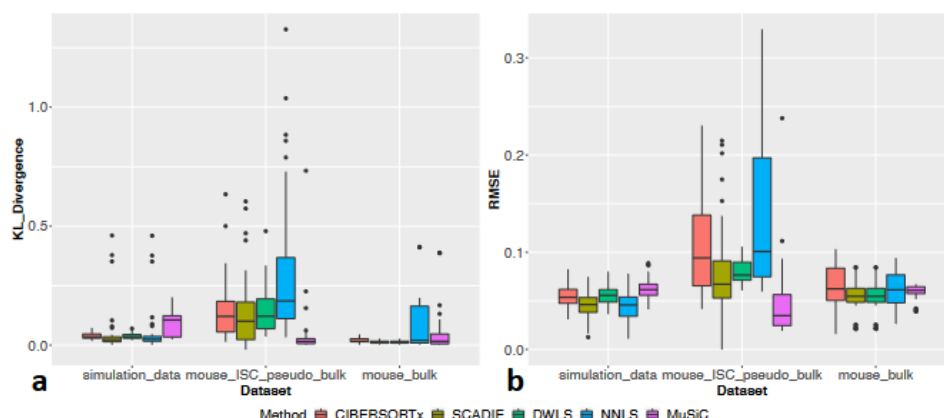 KL_Divergence
1.0
0.5
0.0
simulation_data mouse_ISC_pseudo_bulk mouse_bulk
Dataset
a
RMSE
0.3
0.2
0.1
0.0
simulation_data mouse_ISC_pseudo_bulk mouse_bulk
Dataset
b
Method CIBERSORTx SCADIE DWLS NNLS MuSiC